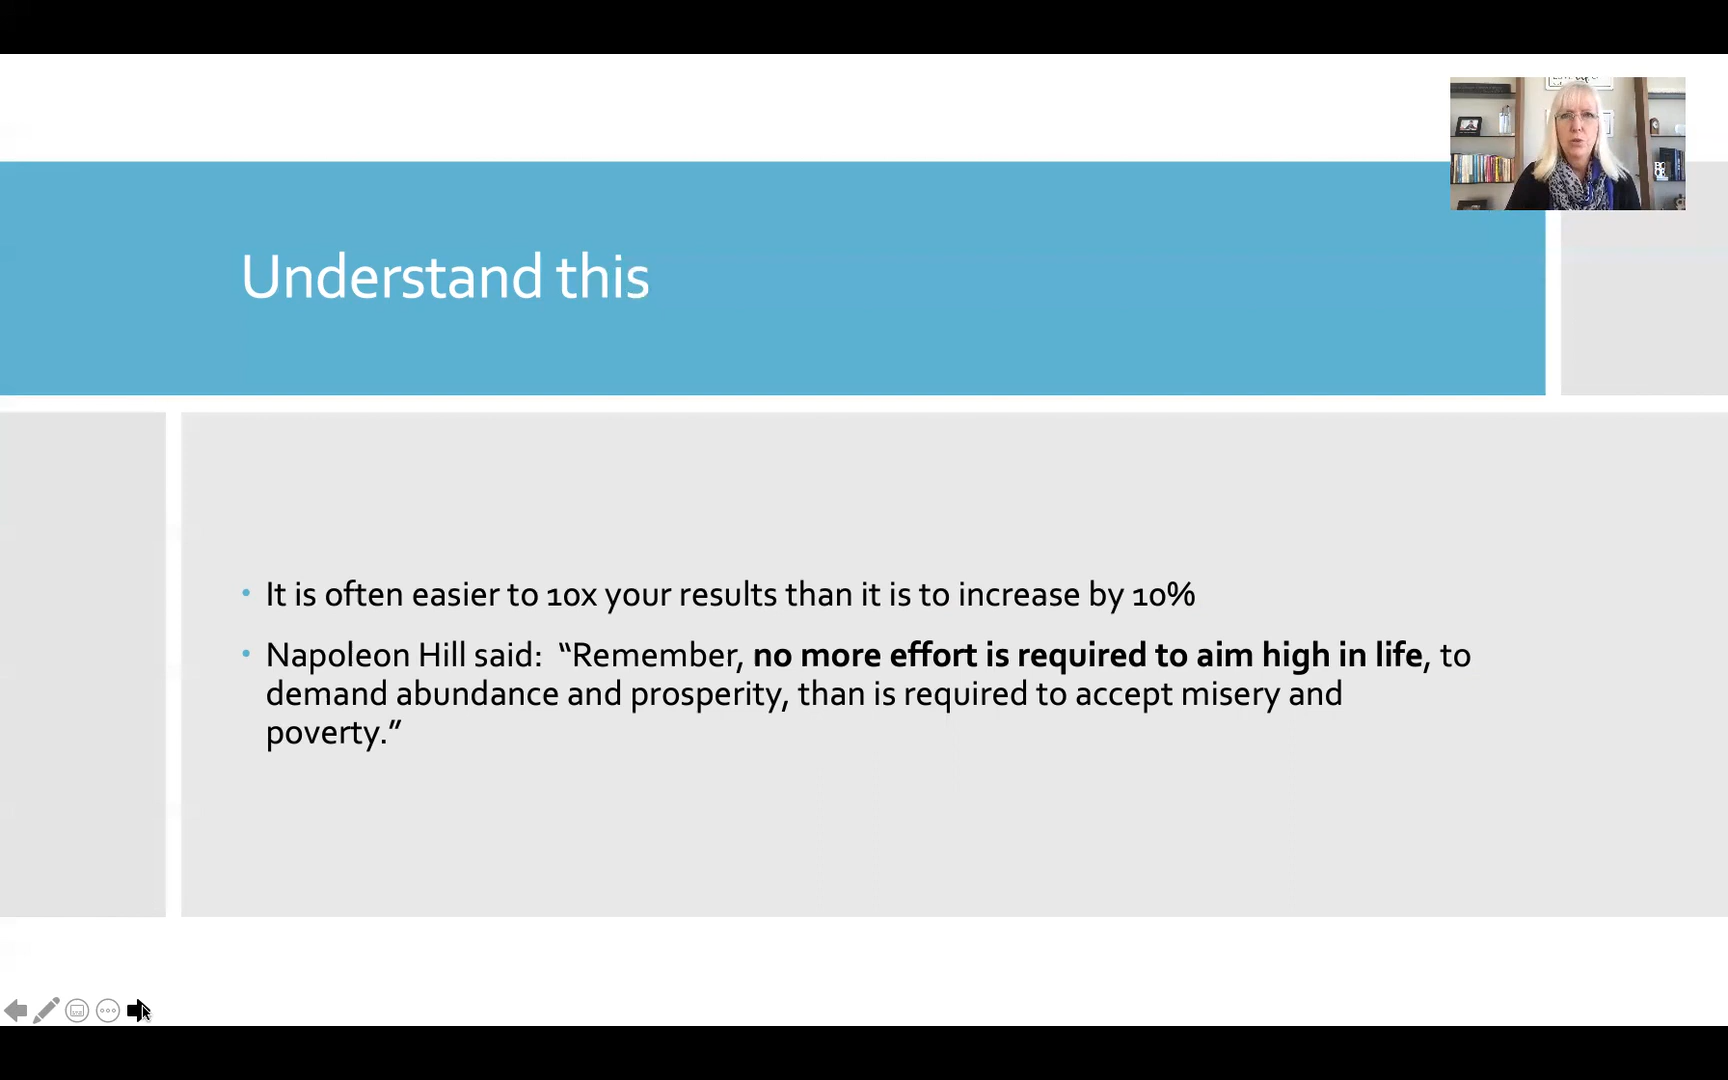 Understand this
• It is often easier to 10x your results than it is to increase by 10%
• Napoleon Hill said:  “Remember, no more effort is required to aim high in life, to
demand abundance and prosperity, than is required to accept misery and
poverty.”